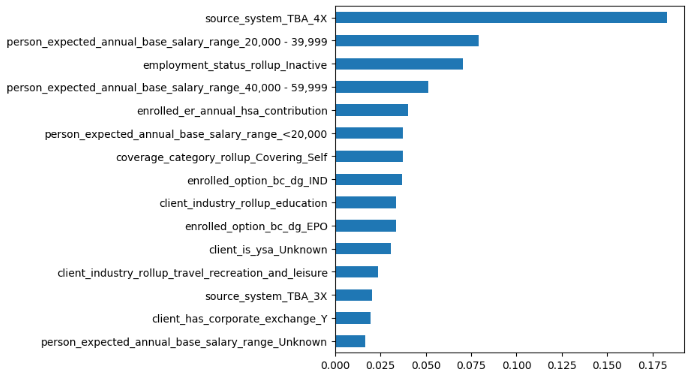 source_system_TBA_4X
person_expected_annual_base_salary_range_20,000 - 39,999
employment_status_rollup_Inactive
person_expected_annual_base_salary_range_40,000 - 59,999
enrolled_er_annual_hsa_contribution
person_expected_annual_base_salary_range_<20,000
coverage_category_rollup_Covering_Self
enrolled_option_bc_dg_IND
client_industry_rollup_education
enrolled_option_bc_dg_EPO
client_is_ysa_Unknown
client_industry_rollup_travel_recreation_and_leisure
source_system_TBA_3X
client_has_corporate_exchange_Y
person_expected_annual_base_salary_range_Unknown
0.000 0.025 0.050 0.075 0.100 0.125 0.150 0.175